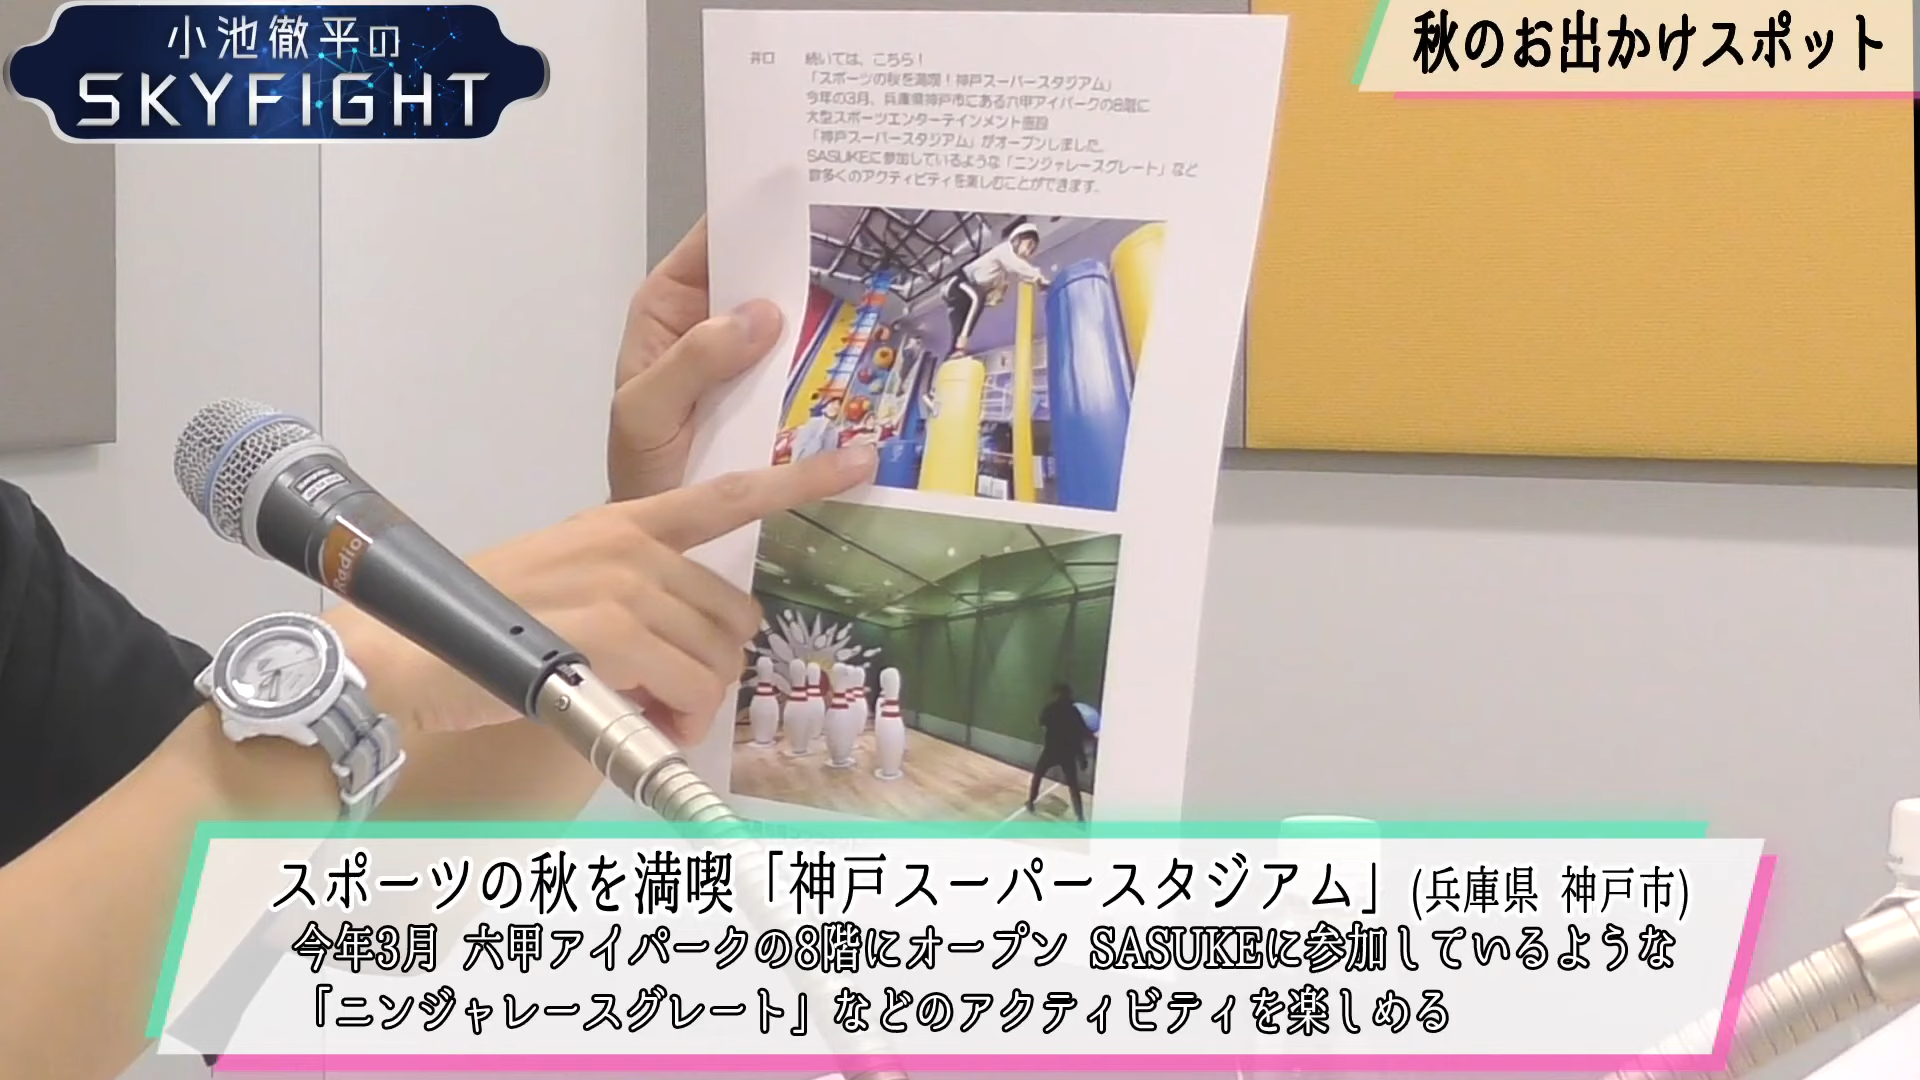 小池徹平の
SKYFIGHT
秋のお出かけスポット
井口 続いては、こちら！
「スポーツの秋を満喫！神戸スーパースタジアム」
今年の3月、兵庫県神戸市にある六甲アイパークの8階に
大型スポーツエンターテインメント施設
「神戸スーパースタジアム」がオープンしました。
SASUKEに参加しているような「ニンジャレースグレート」など
数多くのアクティビティを楽しむことができます。
Radio
スポーツの秋を満喫「神戸スーパースタジアム」(兵庫県 神戸市)
今年3月 六甲アイパークの8階にオープン SASUKEに参加しているような
「ニンジャレースグレート」などのアクティビティを楽しめる